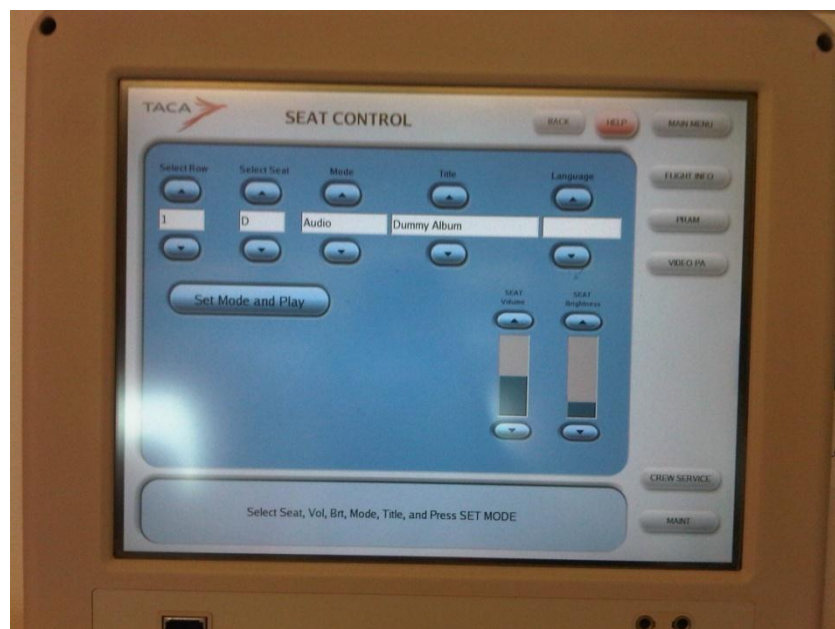 TACA
SEAT CONTROL
BACK
HELP
MAIN MENU
Select Row
Select Seat
Mode
Title
Language
FLIGHT INFO
1
D
Audio
Dummy Album
PRAM
VIDEO PA
Set Mode and Play
SEAT
Volume
SEAT
Brightness
CREW SERVICE
Select Seat, Vol, Brt, Mode, Title, and Press SET MODE
MAINT